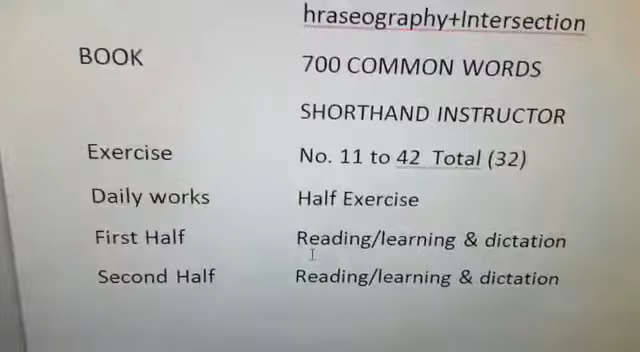 hraseography+Intersection
BOOK 700 COMMON WORDS
SHORTHAND INSTRUCTOR
Exercise No. 11 to 42 Total (32)
Daily works Half Exercise
First Half Reading/learning & dictation
Second Half Reading/learning & dictation